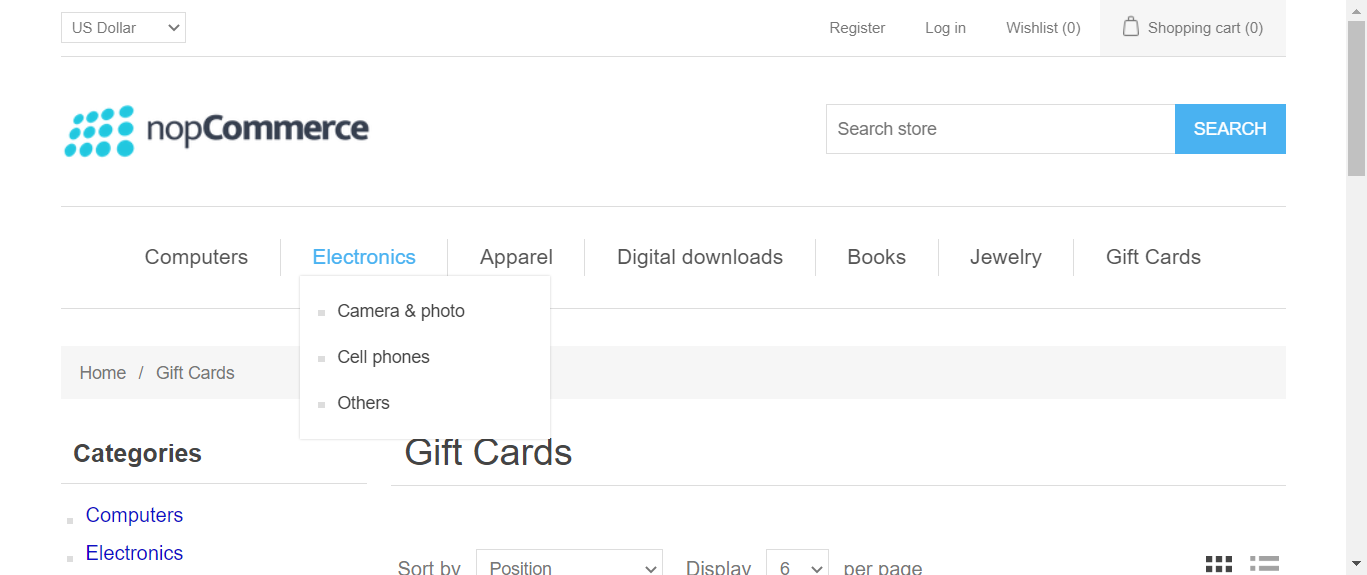 US Dollar
Register
Log in
Wishlist (0)
Shopping cart (0)
nopCommerce
Search store
SEARCH
Computers
Electronics
Apparel
Digital downloads
Books
Jewelry
Gift Cards
Camera & photo
Cell phones
Others
Home / Gift Cards
Categories
Gift Cards
Computers
Electronics
Sort by Position Display 6 per page